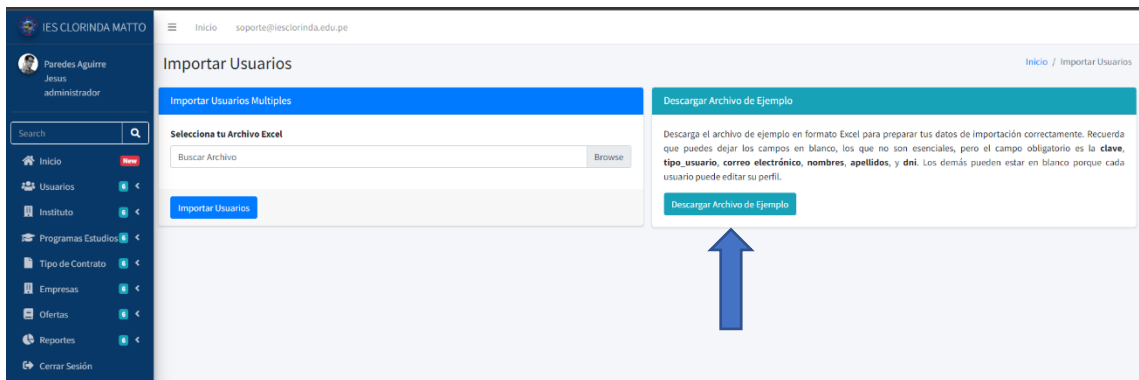 IES CLORINDA MATTO
Inicio soporte@iesclorinda.edu.pe
Paredes Aguirre
Jesus
administrador
Search
Inicio New
Usuarios 6
Instituto 6
Programas Estudios 6
Tipo de Contrato 6
Empresas 6
Ofertas 6
Reportes 6
Cerrar Sesión
Importar Usuarios
Inicio / Importar Usuarios
Importar Usuarios Multiples
Selecciona tu Archivo Excel
Buscar Archivo Browse
Importar Usuarios
Descargar Archivo de Ejemplo
Descarga el archivo de ejemplo en formato Excel para preparar tus datos de importación correctamente. Recuerda
que puedes dejar los campos en blanco, los que no son esenciales, pero el campo obligatorio es la clave,
tipo_usuario, correo electrónico, nombres, apellidos, y dni. Los demás pueden estar en blanco porque cada
usuario puede editar su perfil.
Descargar Archivo de Ejemplo